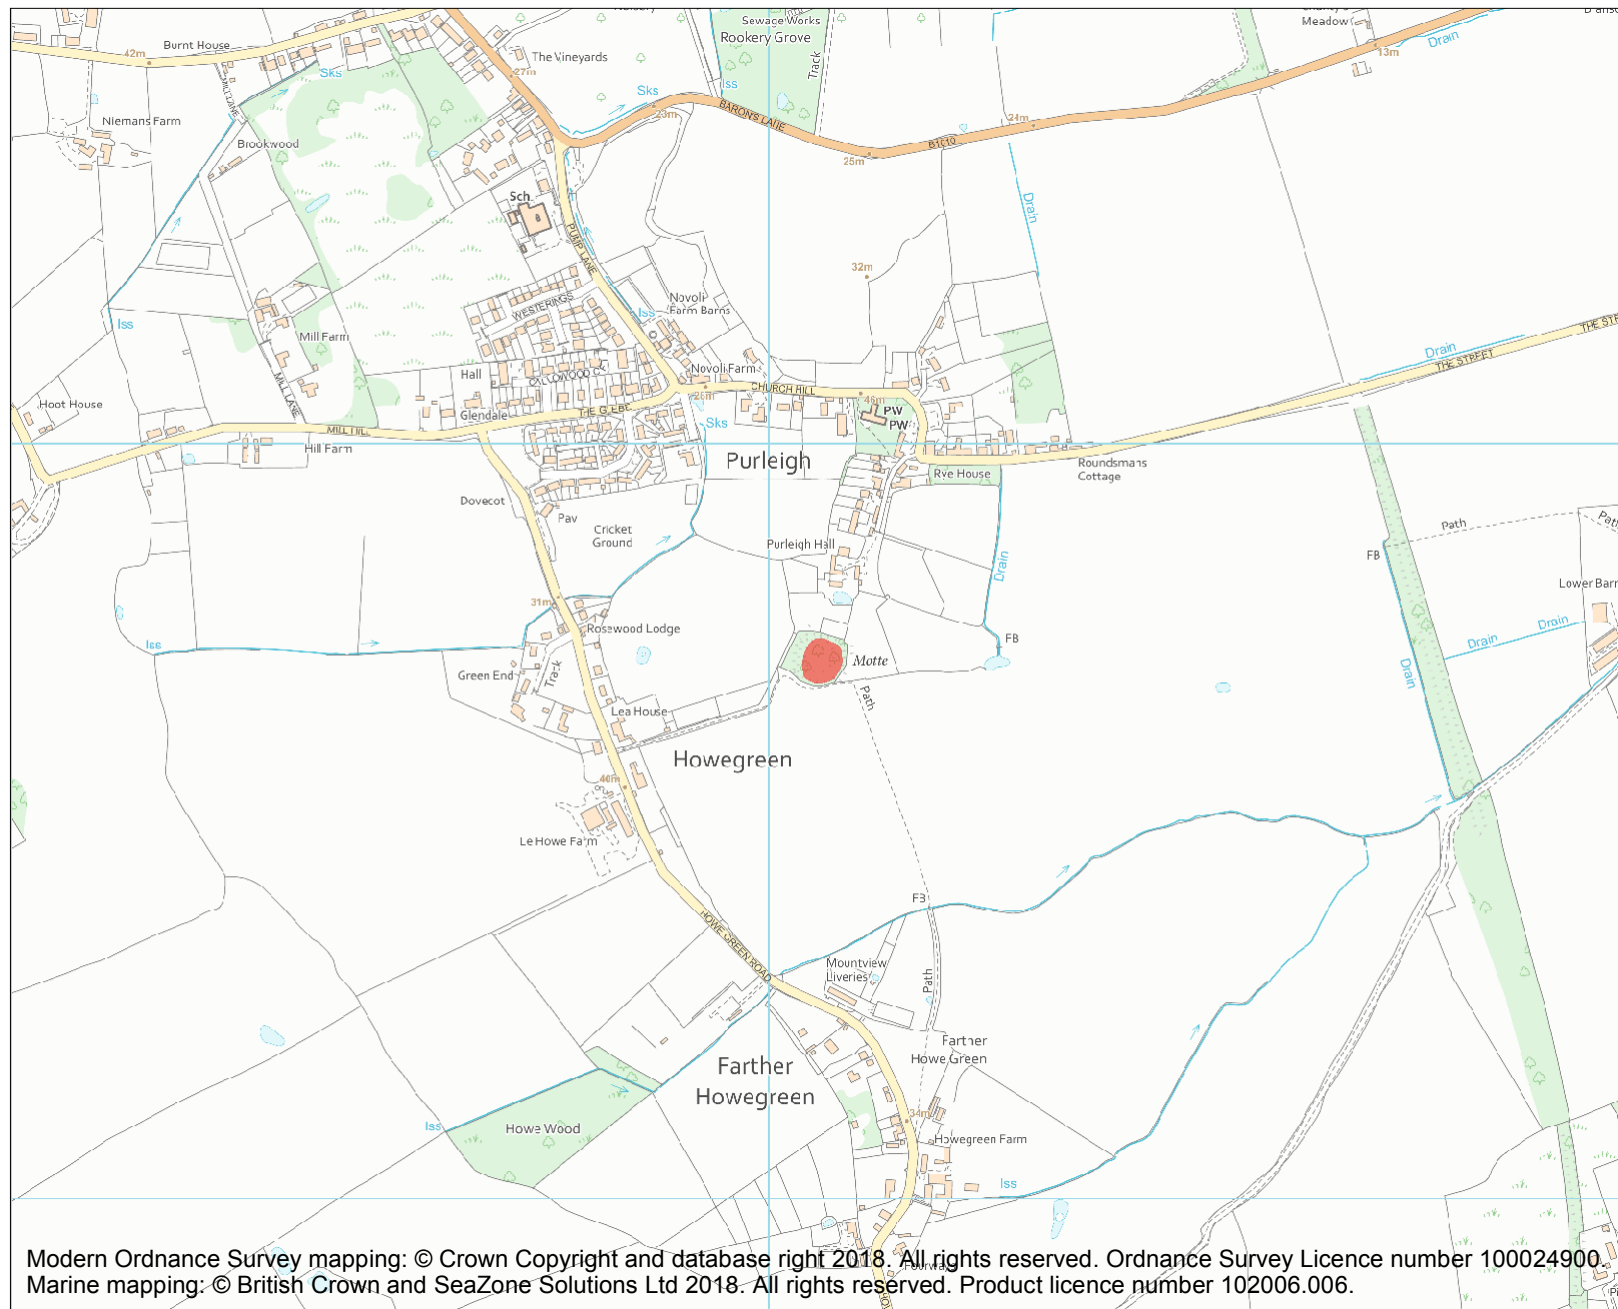 Sewage Works
Meadow
Rookery Grove
Drain
Burnt House
The Vineyards
42m
13m
27m
Track
Sks
Sks
Iss
MILL LANE
23m
BARONS LANE
Niemans Farm
24m
B1010
Brookwood
25m
Sch
Drain
PUMP LANE
32m
Novoli
Farm Barns
WESTERINGS
Iss
Iss
Mill Farm
Drain
THE STREET
Novoli Farm
Hall
CALLOWOOD CT
MILL LANE
CHURCH HILL
Hoot House
28m
46m
THE GLEBE
PW
Glendale
Sks
PW
MILL HILL
Hill Farm
Purleigh
Rye House
Roundsmans
Cottage
Dovecot
Pav
Path
Path
Cricket
Ground
Purleigh Hall
FB
Drain
Lower Barn
31m
Rosewood Lodge
Drain
Iss
FB
Drain
Motte
Green End
Track
Drain
Path
Lea House
Howegreen
40m
Le Howe Farm
FB
HOWE GREEN ROAD
Mountview
Liveries
Path
Farther
Howe Green
Farther
Howegreen
34m
Iss
Howe Wood
Howegreen Farm
Iss
Modern Ordnance Survey mapping: © Crown Copyright and database right 2018. All rights reserved. Ordnance Survey Licence number 100024900.
Fourways
Marine mapping: © British Crown and SeaZone Solutions Ltd 2018. All rights reserved. Product licence number 102006.006.